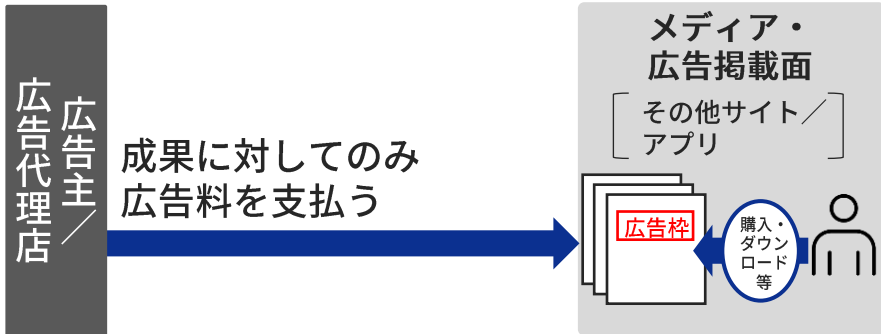 広告主／
広告代理店
成果に対してのみ
広告料を支払う
メディア・
広告掲載面
その他サイト／
アプリ
広告枠
購入・
ダウン
ロード
等